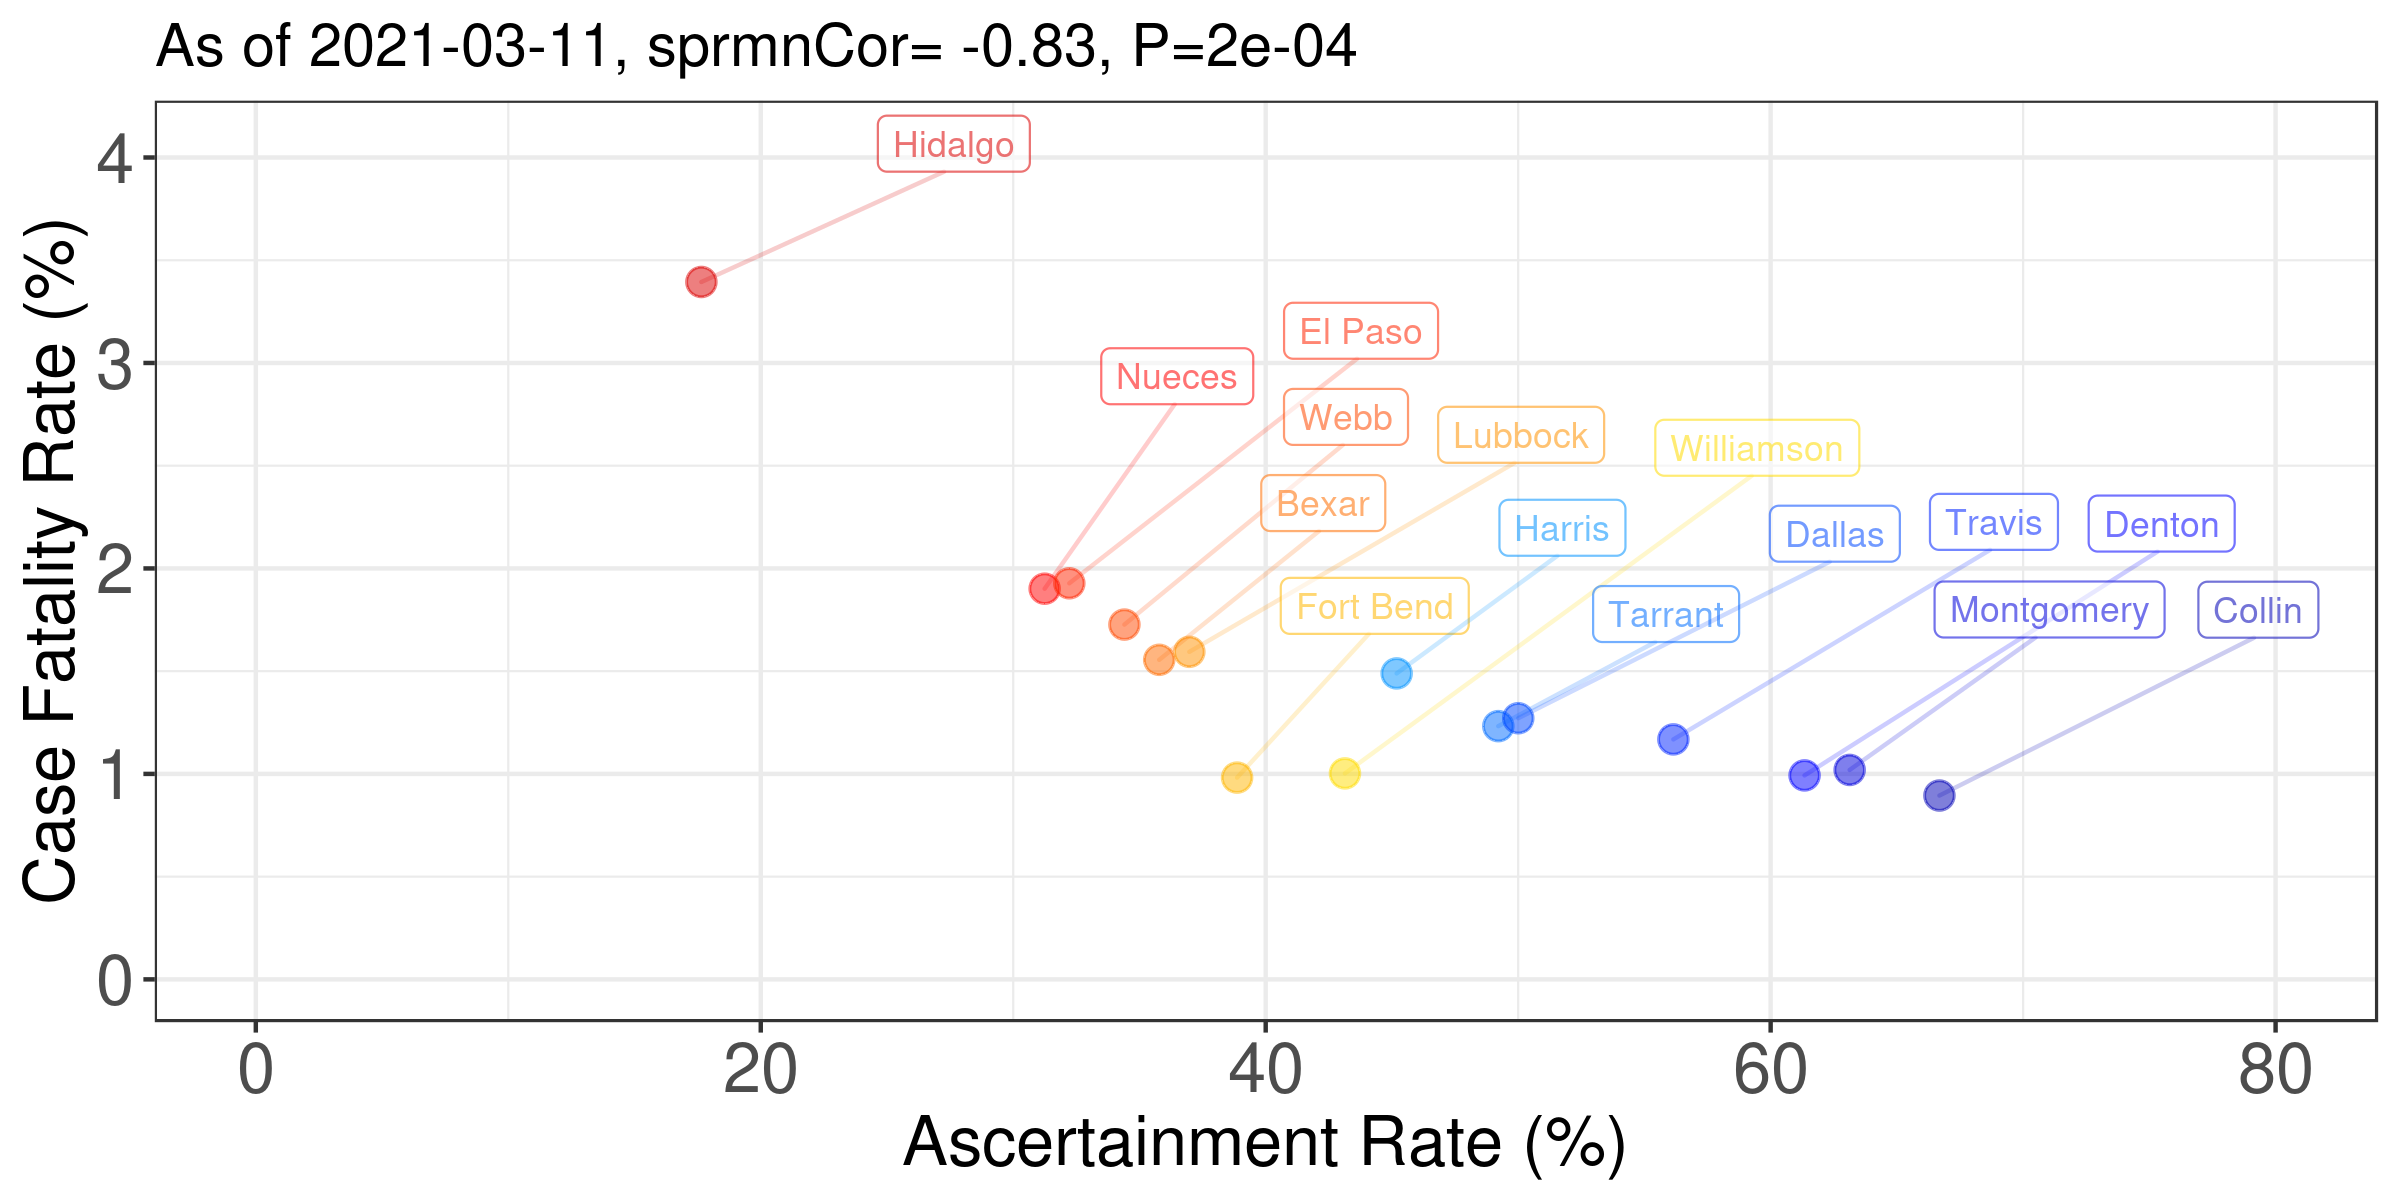 As of 2021-03-11, sprmnCor= -0.83, P=2e-04
Case Fatality Rate (%)
4
3
2
1
0
Hidalgo
El Paso
Nueces
Webb
Lubbock
Williamson
Bexar
Harris
Dallas
Travis
Denton
Fort Bend
Tarrant
Montgomery
Collin
0 20 40 60 80
Ascertainment Rate (%)